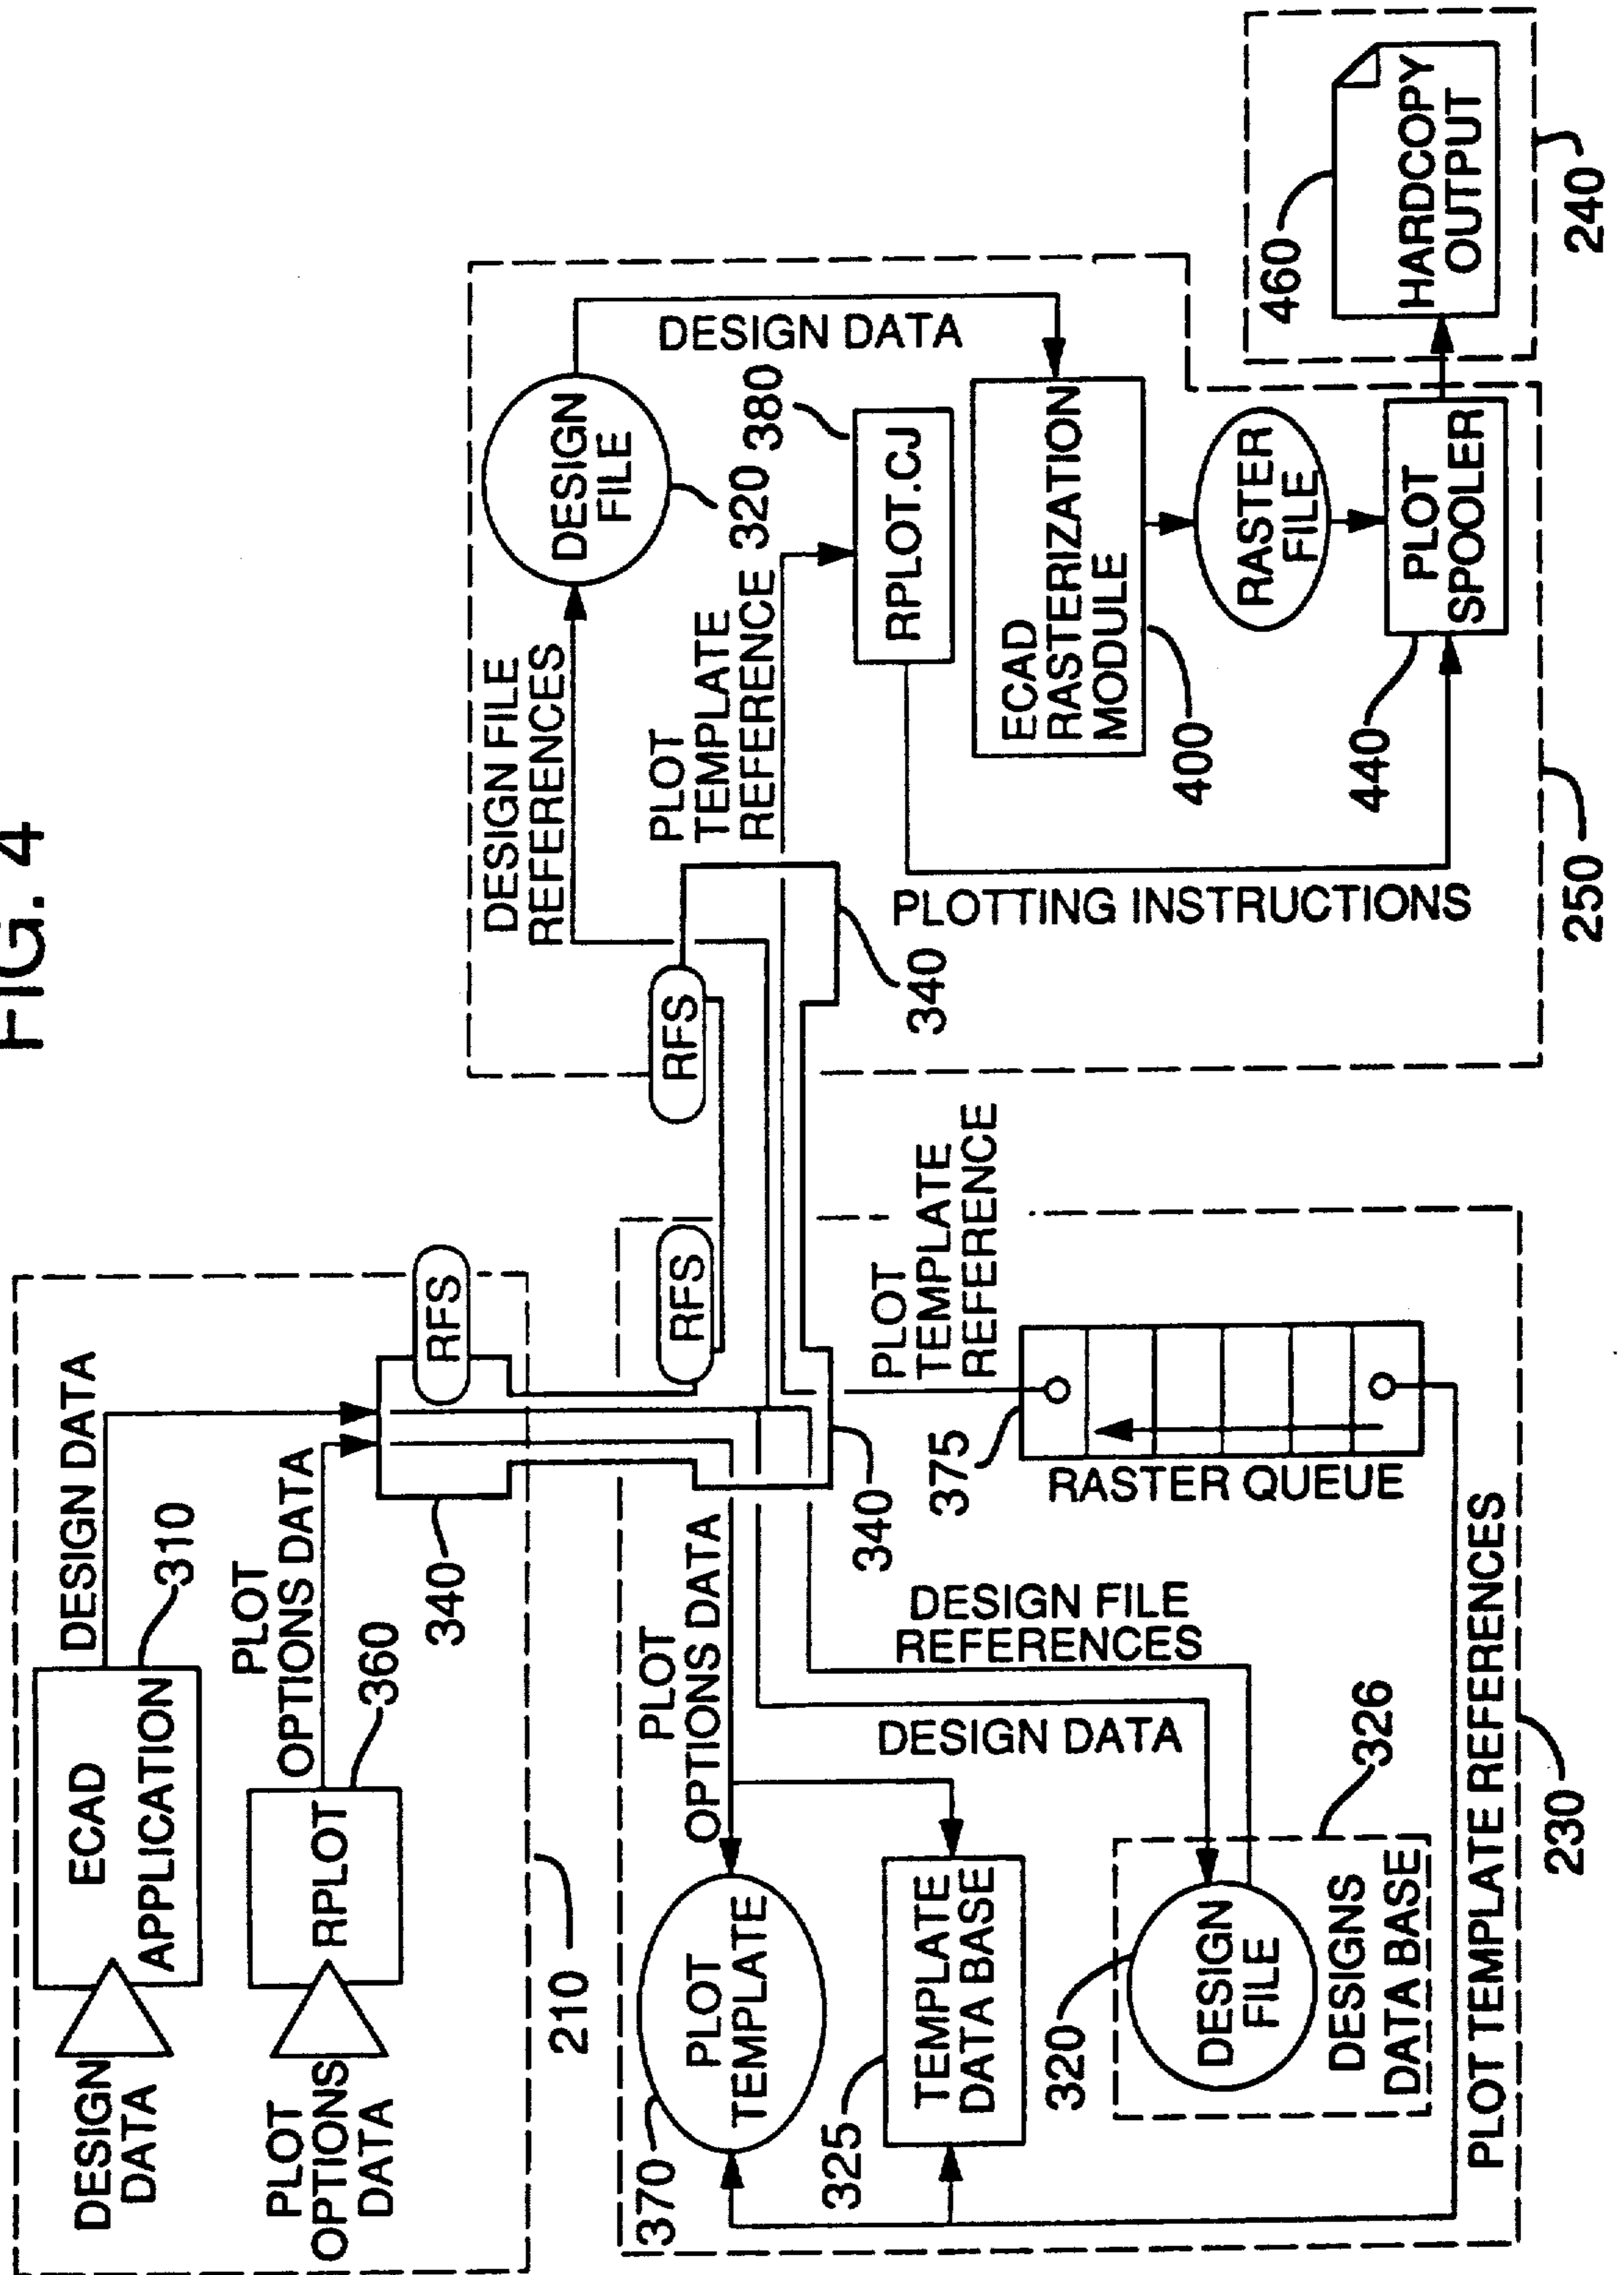 FIG. 4
DESIGN
DATA
ECAD
APPLICATION
310
DESIGN DATA
PLOT
OPTIONS
DATA
RPLOT
360
PLOT
OPTIONS DATA
340
RFS
210
370
PLOT
TEMPLATE
PLOT
OPTIONS DATA
325
TEMPLATE
DATA BASE
320
DESIGN
FILE
DESIGNS
DATA BASE
326
DESIGN DATA
DESIGN FILE
REFERENCES
340
RFS
375
RASTER QUEUE
PLOT
TEMPLATE
REFERENCE
PLOT TEMPLATE REFERENCES
230
RFS
340
DESIGN FILE
REFERENCES
DESIGN
FILE
320
DESIGN DATA
PLOT
TEMPLATE
REFERENCE
380
RPLOT.CJ
ECAD
RASTERIZATION
MODULE
400
RASTER
FILE
440
PLOT
SPOOLER
PLOTTING INSTRUCTIONS
250
460
HARDCOPY
OUTPUT
240